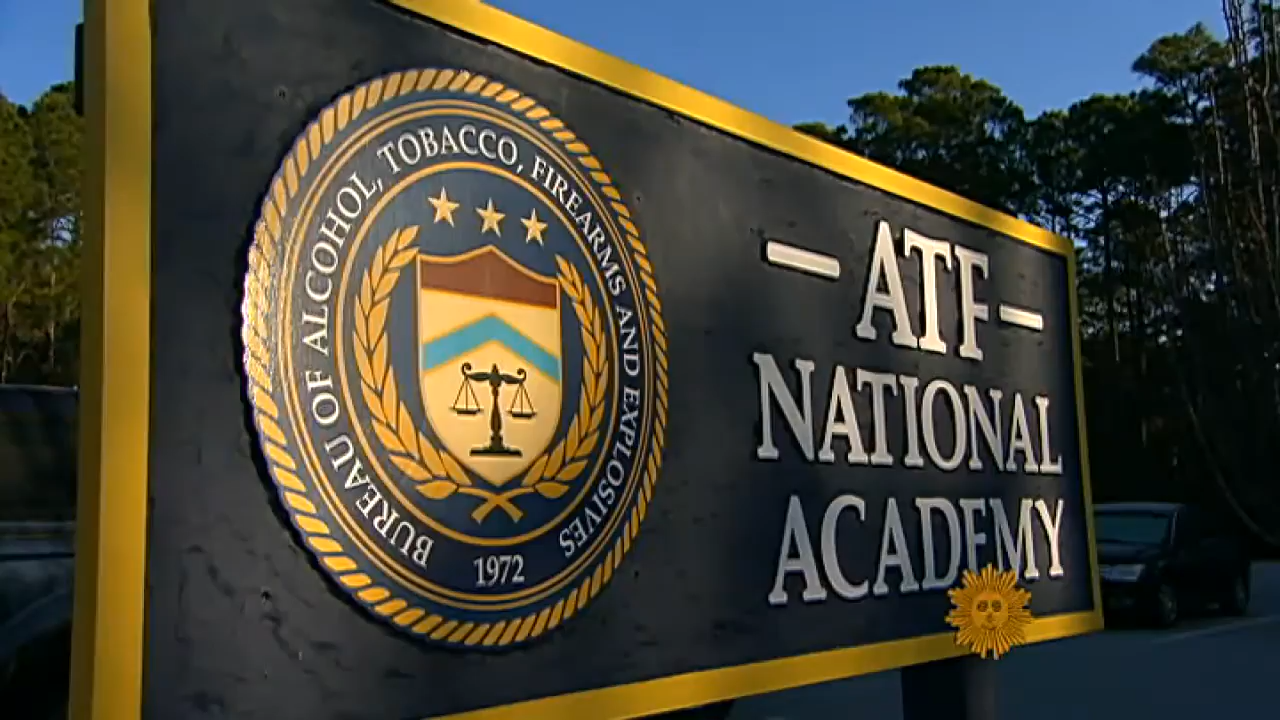 BUREAU OF ALCOHOL, TOBACCO, FIREARMS AND EXPLOSIVES
1972
— ATF —
NATIONAL
ACADEMY